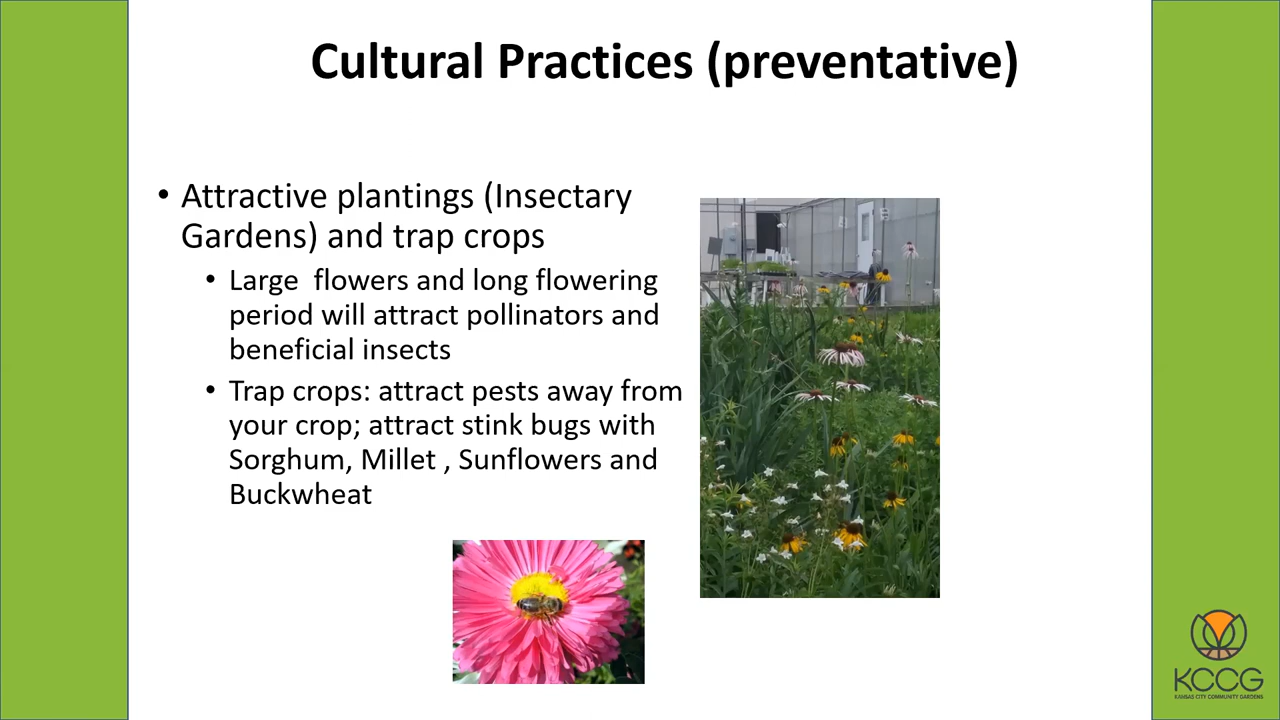 Cultural Practices (preventative)
• Attractive plantings (Insectary
Gardens) and trap crops
• Large  flowers and long flowering
period will attract pollinators and
beneficial insects
• Trap crops: attract pests away from
your crop; attract stink bugs with
Sorghum, Millet , Sunflowers and
Buckwheat
KCCG
KANSAS CITY COMMUNITY GARDENS